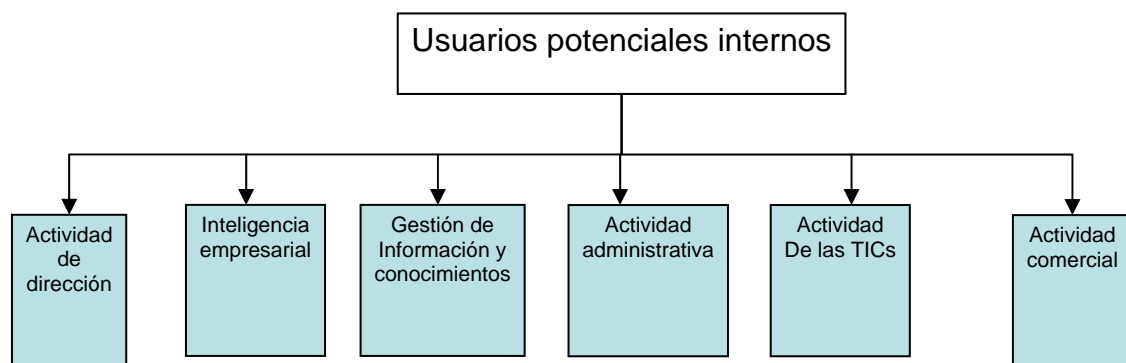 Usuarios potenciales internos
Actividad
de
dirección
Inteligencia
empresarial
Gestión de
Información y
conocimientos
Actividad
administrativa
Actividad
De las TICs
Actividad
comercial